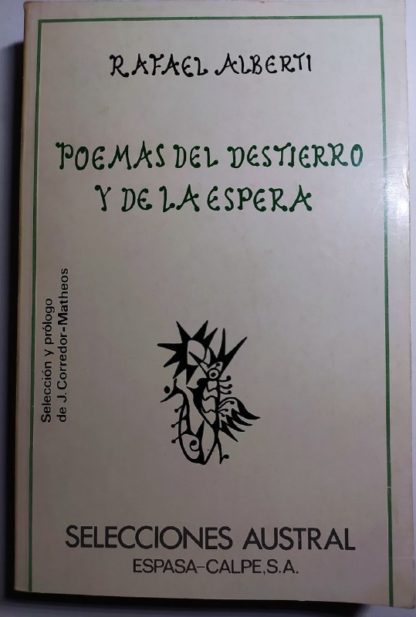 RAFAEL ALBERTI
POEMAS DEL DESTIERRO
Y DE LA ESPERA
Selección y prólogo
de J. Corredor-Matheos
SELECCIONES AUSTRAL
ESPASA-CALPE, S.A.